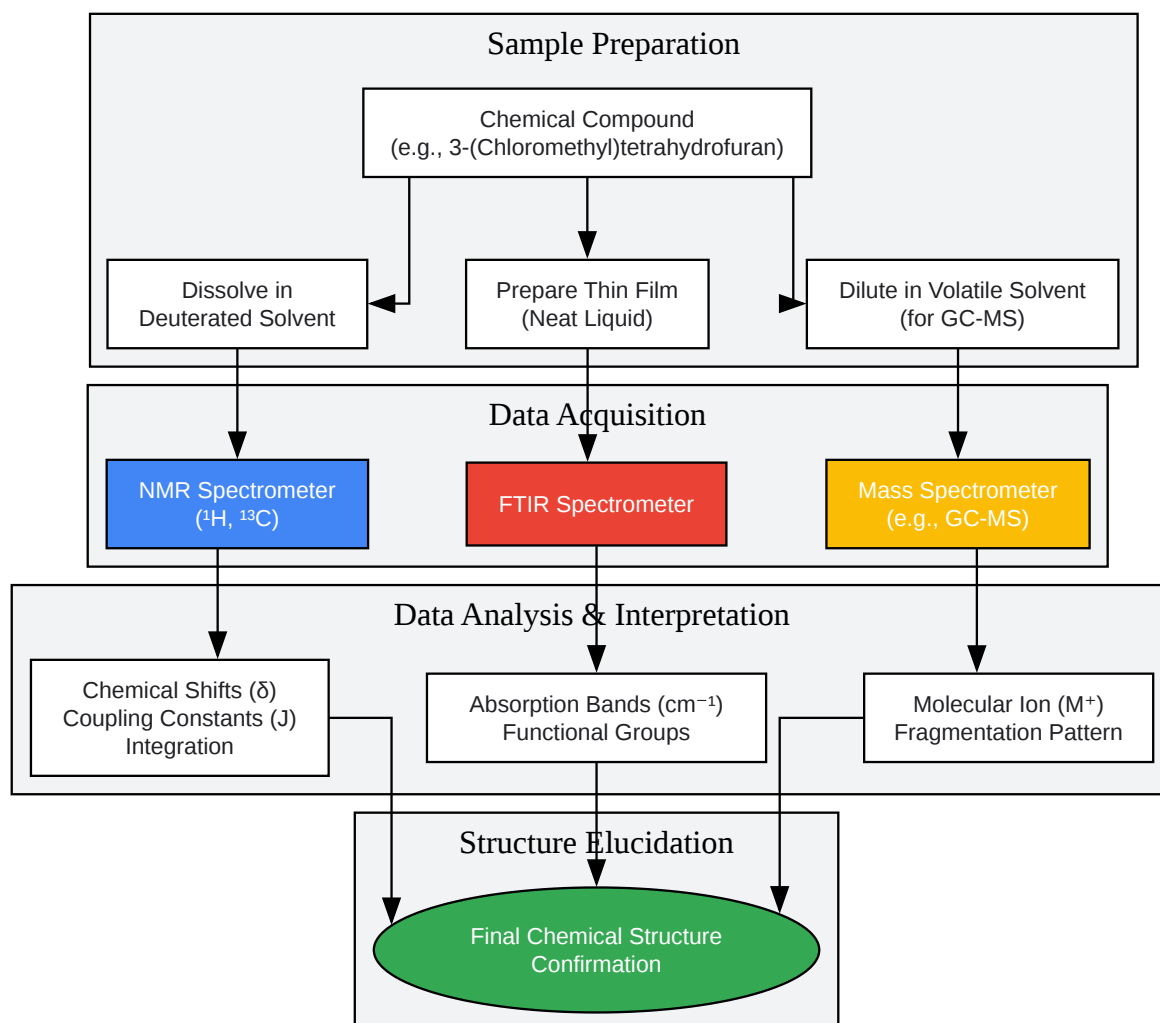 Sample Preparation
Chemical Compound
(e.g., 3-(Chloromethyl)tetrahydrofuran)
Dissolve in
Deuterated Solvent
Prepare Thin Film
(Neat Liquid)
Dilute in Volatile Solvent
(for GC-MS)
Data Acquisition
NMR Spectrometer
(¹H, ¹³C)
FTIR Spectrometer
Mass Spectrometer
(e.g., GC-MS)
Data Analysis & Interpretation
Chemical Shifts (δ)
Coupling Constants (J)
Integration
Absorption Bands (cm⁻¹)
Functional Groups
Molecular Ion (M⁺)
Fragmentation Pattern
Structure Elucidation
Final Chemical Structure
Confirmation